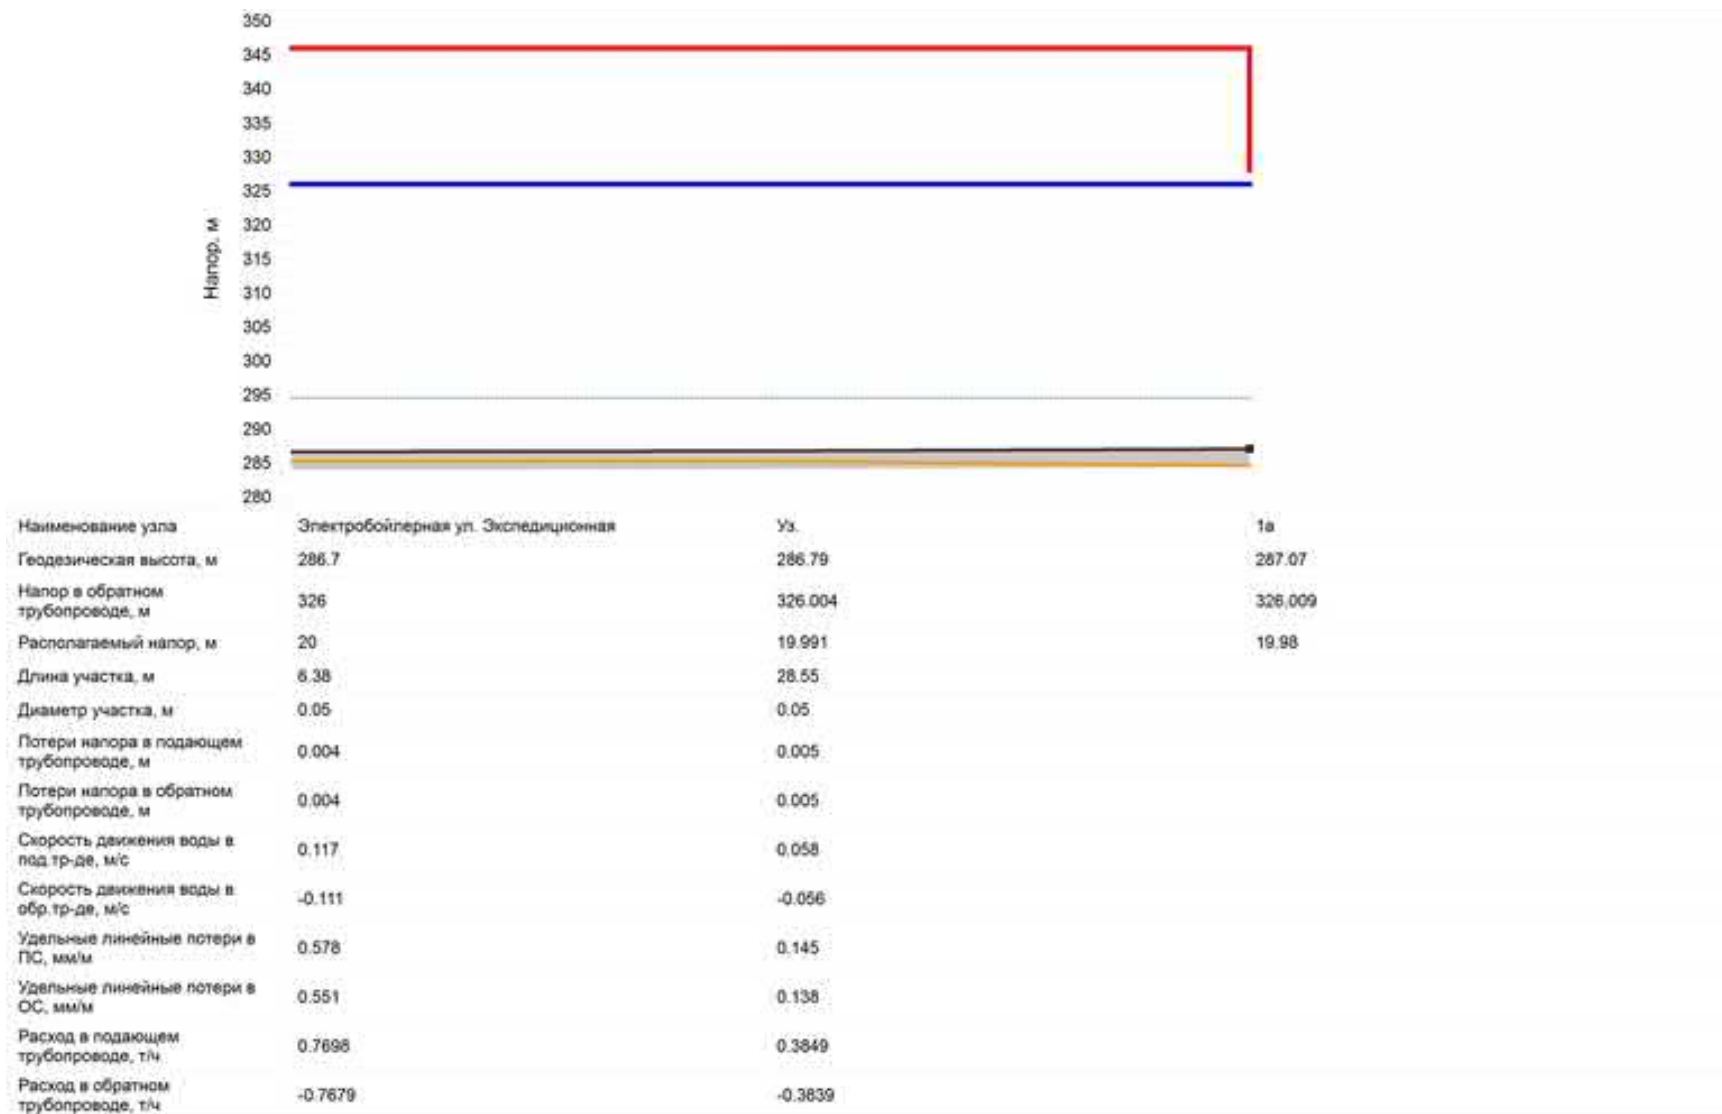 350
345
340
335
330
325
320
315
310
305
300
295
290
285
280
Напор, м
Наименование узла Электробойлерная ул. Экспедиционная Уз. 1а
Геодезическая высота, м 286.7 286.79 287.07
Напор в обратном
трубопроводе, м 326 326.004 326.009
Располагаемый напор, м 20 19.991 19.98
Длина участка, м 6.38 28.55
Диаметр участка, м 0.05 0.05
Потери напора в подающем
трубопроводе, м 0.004 0.005
Потери напора в обратном
трубопроводе, м 0.004 0.005
Скорость движения воды в
под.тр-де, м/с 0.117 0.058
Скорость движения воды в
обр.тр-де, м/с -0.111 -0.056
Удельные линейные потери в
ПС, мм/м 0.578 0.145
Удельные линейные потери в
ОС, мм/м 0.551 0.138
Расход в подающем
трубопроводе, т/ч 0.7698 0.3849
Расход в обратном
трубопроводе, т/ч -0.7679 -0.3839